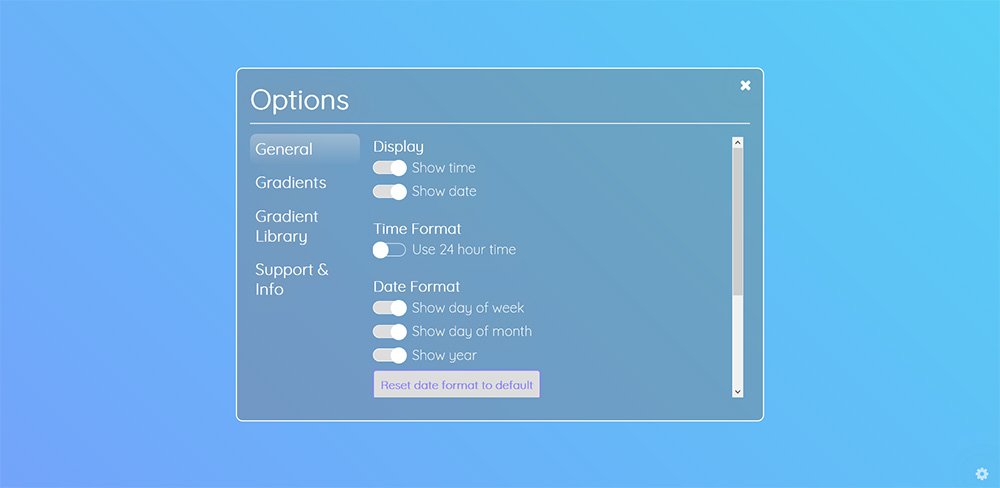 Options
General
Gradients
Gradient
Library
Support &
Info
Display
Show time
Show date
Time Format
Use 24 hour time
Date Format
Show day of week
Show day of month
Show year
Reset date format to default